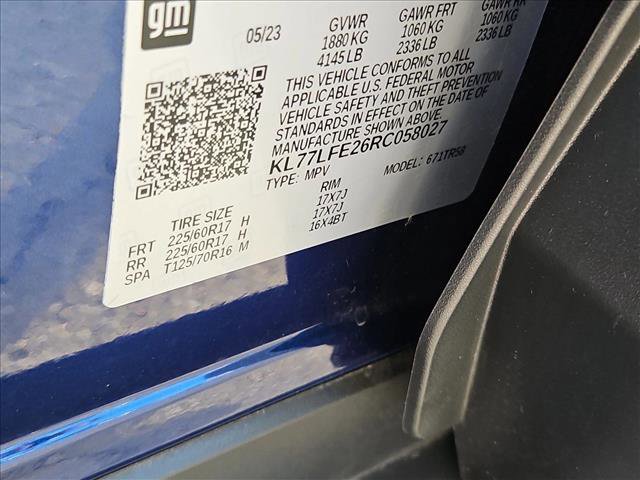 gm
05/23
GVWR GAWR FRT GAWR RR
1880 KG 1060 KG 1060 KG
4145 LB 2336 LB 2336 LB
THIS VEHICLE CONFORMS TO ALL
APPLICABLE U.S. FEDERAL MOTOR
VEHICLE SAFETY AND THEFT PREVENTION
STANDARDS IN EFFECT ON THE DATE OF
MANUFACTURE SHOWN ABOVE.
KL77LFE26RC058027
TYPE: MPV MODEL: 671TR58
TIRE SIZE RIM
FRT 225/60R17 H 17X7J
RR 225/60R17 H 17X7J
SPA T125/70R16 M 16X4BT